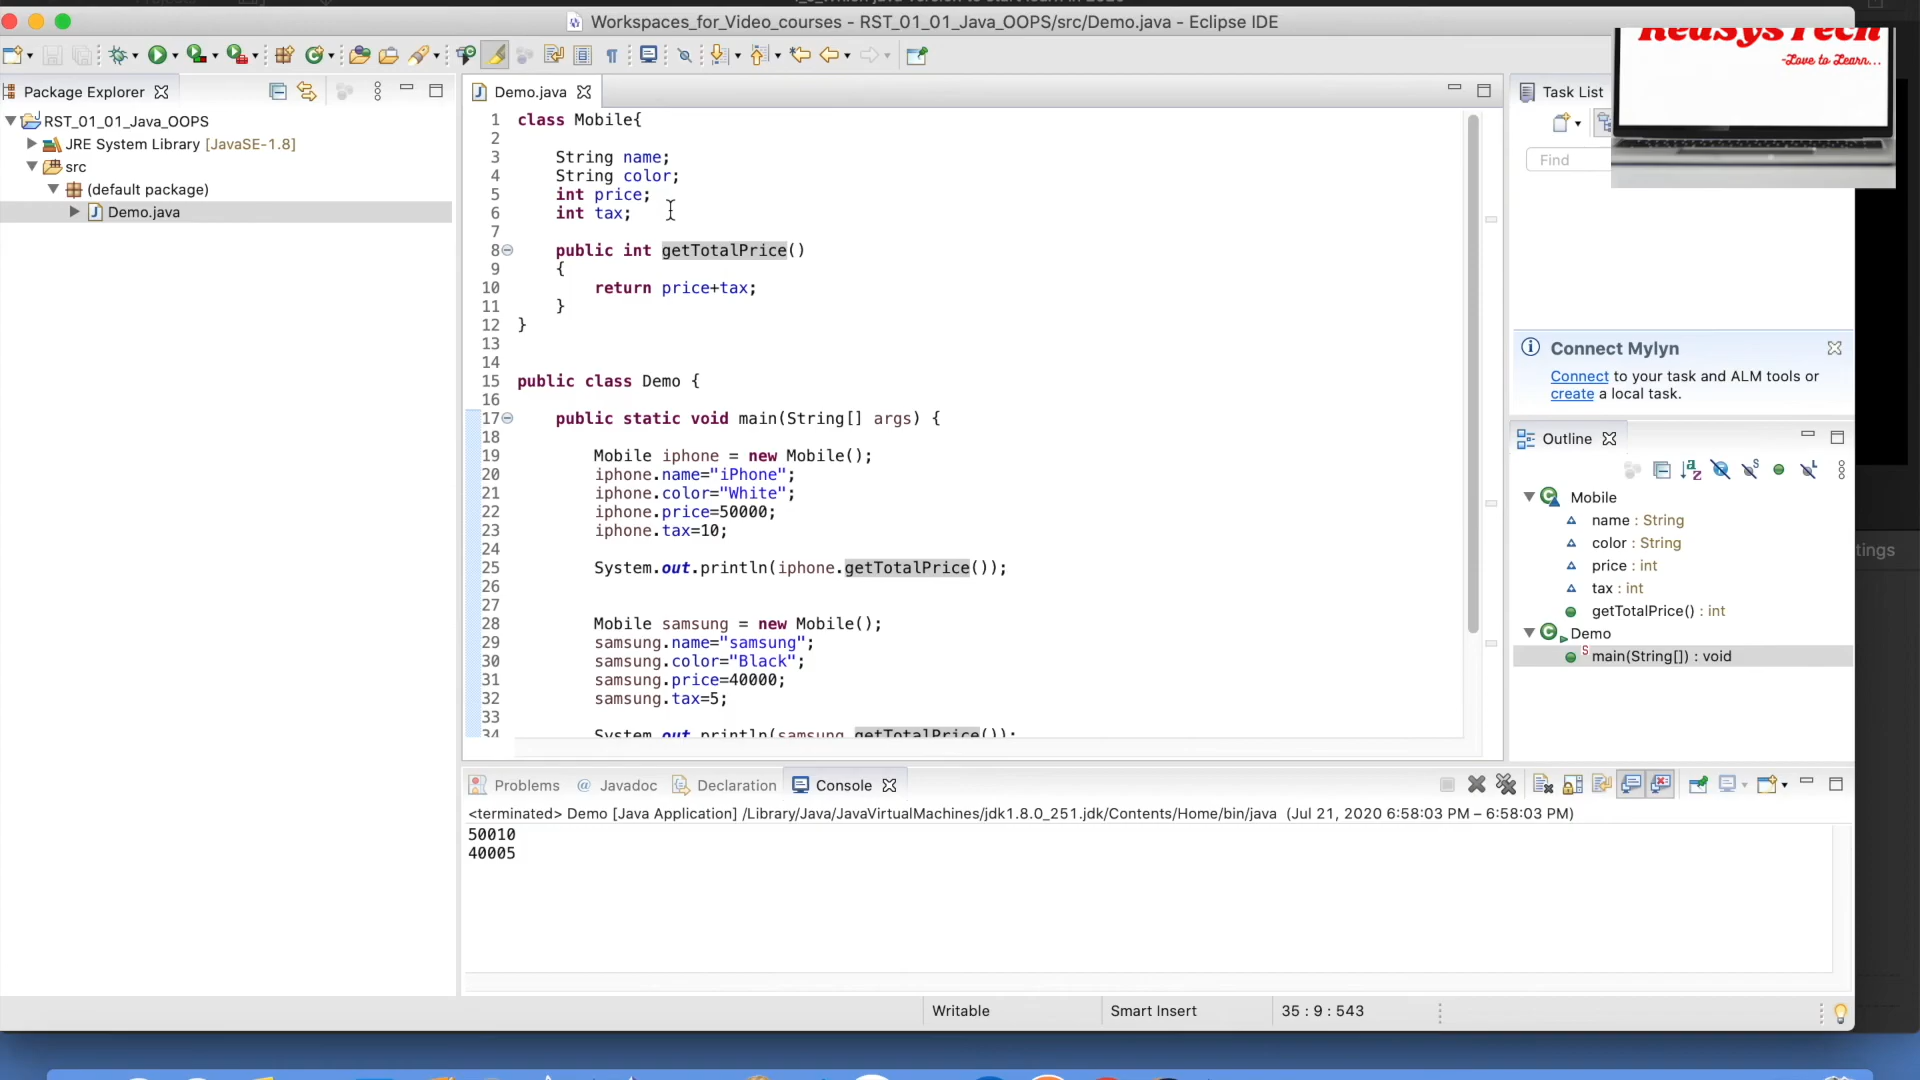 Workspaces_for_Video_courses - RST_01_01_Java_OOPS/src/Demo.java - Eclipse IDE
RedSysTech
-Love to Learn...
Package Explorer
RST_01_01_Java_OOPS
JRE System Library [JavaSE-1.8]
src
(default package)
Demo.java
Demo.java
1 class Mobile{
2
3 String name;
4 String color;
5 int price;
6 int tax;
7
8 public int getTotalPrice()
9 {
10 return price+tax;
11 }
12 }
13
14
15 public class Demo {
16
17 public static void main(String[] args) {
18
19 Mobile iphone = new Mobile();
20 iphone.name="iPhone";
21 iphone.color="White";
22 iphone.price=50000;
23 iphone.tax=10;
24
25 System.out.println(iphone.getTotalPrice());
26
27
28 Mobile samsung = new Mobile();
29 samsung.name="samsung";
30 samsung.color="Black";
31 samsung.price=40000;
32 samsung.tax=5;
33
34 System.out.println(samsung.getTotalPrice());
Task List
Find
Connect Mylyn
Connect to your task and ALM tools or
create a local task.
Outline
Mobile
name : String
color : String
price : int
tax : int
getTotalPrice() : int
Demo
main(String[]) : void
tings
Problems @ Javadoc Declaration Console
<terminated> Demo [Java Application] /Library/Java/JavaVirtualMachines/jdk1.8.0_251.jdk/Contents/Home/bin/java (Jul 21, 2020 6:58:03 PM – 6:58:03 PM)
50010
40005
Writable
Smart Insert
35 : 9 : 543